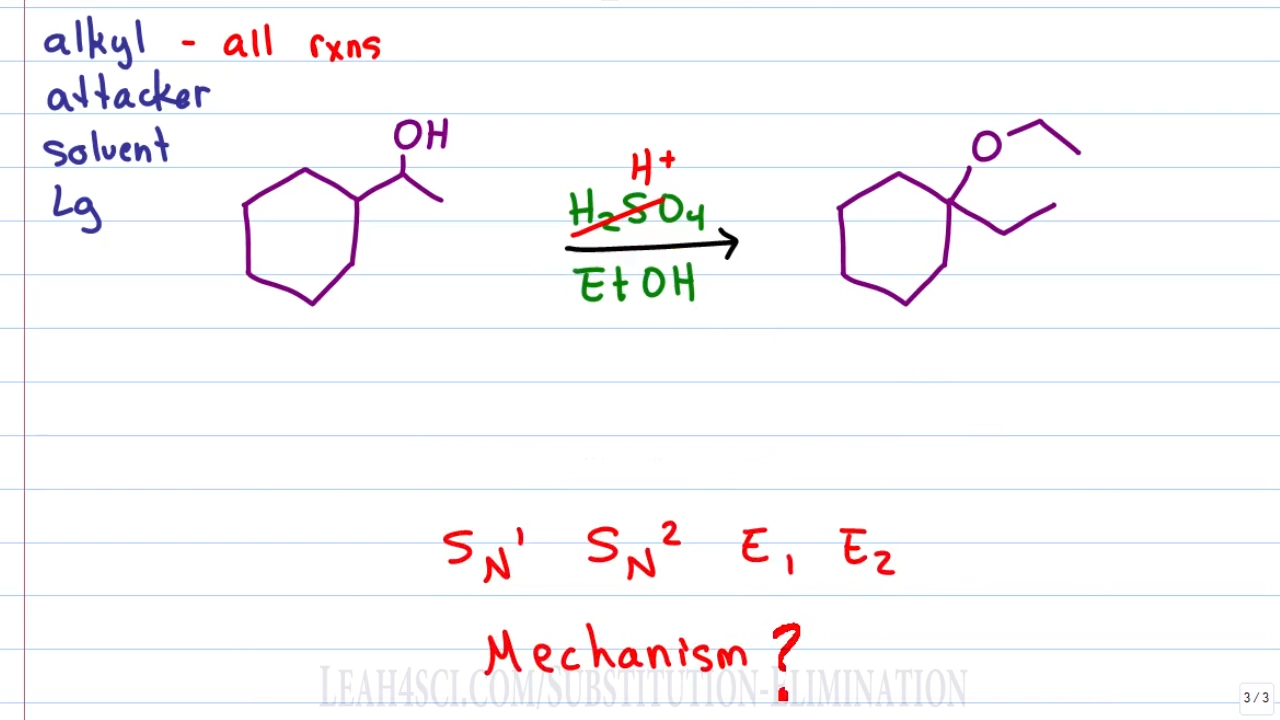 alkyl - all rxns
attacker
solvent
Lg
OH
H+
H2SO4
EtOH
O
SN1 SN2 E1 E2
Mechanism ?
LEAH4SCI.COM/SUBSTITUTION-ELIMINATION
3/3